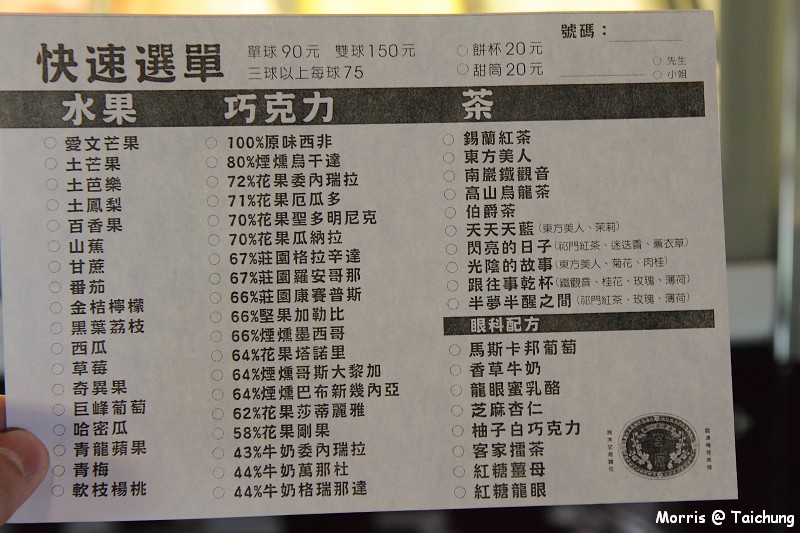 快速選單
單球90元 雙球150元
三球以上每球75
餅杯20元
甜筒20元
號碼：
先生
小姐
水果
愛文芒果
土芒果
土芭樂
土鳳梨
百香果
山蕉
甘蔗
番茄
金桔檸檬
黑葉荔枝
西瓜
草莓
奇異果
巨峰葡萄
哈密瓜
青龍蘋果
青梅
軟枝楊桃
巧克力
100%原味西非
80%煙燻烏干達
72%花果委內瑞拉
71%花果厄瓜多
70%花果聖多明尼克
70%花果瓜納拉
67%莊園格拉辛達
67%莊園羅安哥那
66%莊園康賽普斯
66%堅果加勒比
66%煙燻墨西哥
64%花果塔諾里
64%煙燻哥斯大黎加
64%煙燻巴布新幾內亞
62%花果莎蒂麗雅
58%花果剛果
43%牛奶委內瑞拉
44%牛奶萬那杜
44%牛奶格瑞那達
茶
錫蘭紅茶
東方美人
南巖鐵觀音
高山烏龍茶
伯爵茶
天天天藍(東方美人、茉莉)
閃亮的日子(祁門紅茶、迷迭香、薰衣草)
光陰的故事(東方美人、菊花、肉桂)
跟往事乾杯(鐵觀音、桂花、玫瑰、薄荷)
半夢半醒之間(祁門紅茶、玫瑰、薄荷)
眼科配方
馬斯卡邦葡萄
香草牛奶
龍眼蜜乳酪
芝麻杏仁
柚子白巧克力
客家擂茶
紅糖薑母
紅糖龍眼
Morris @ Taichung